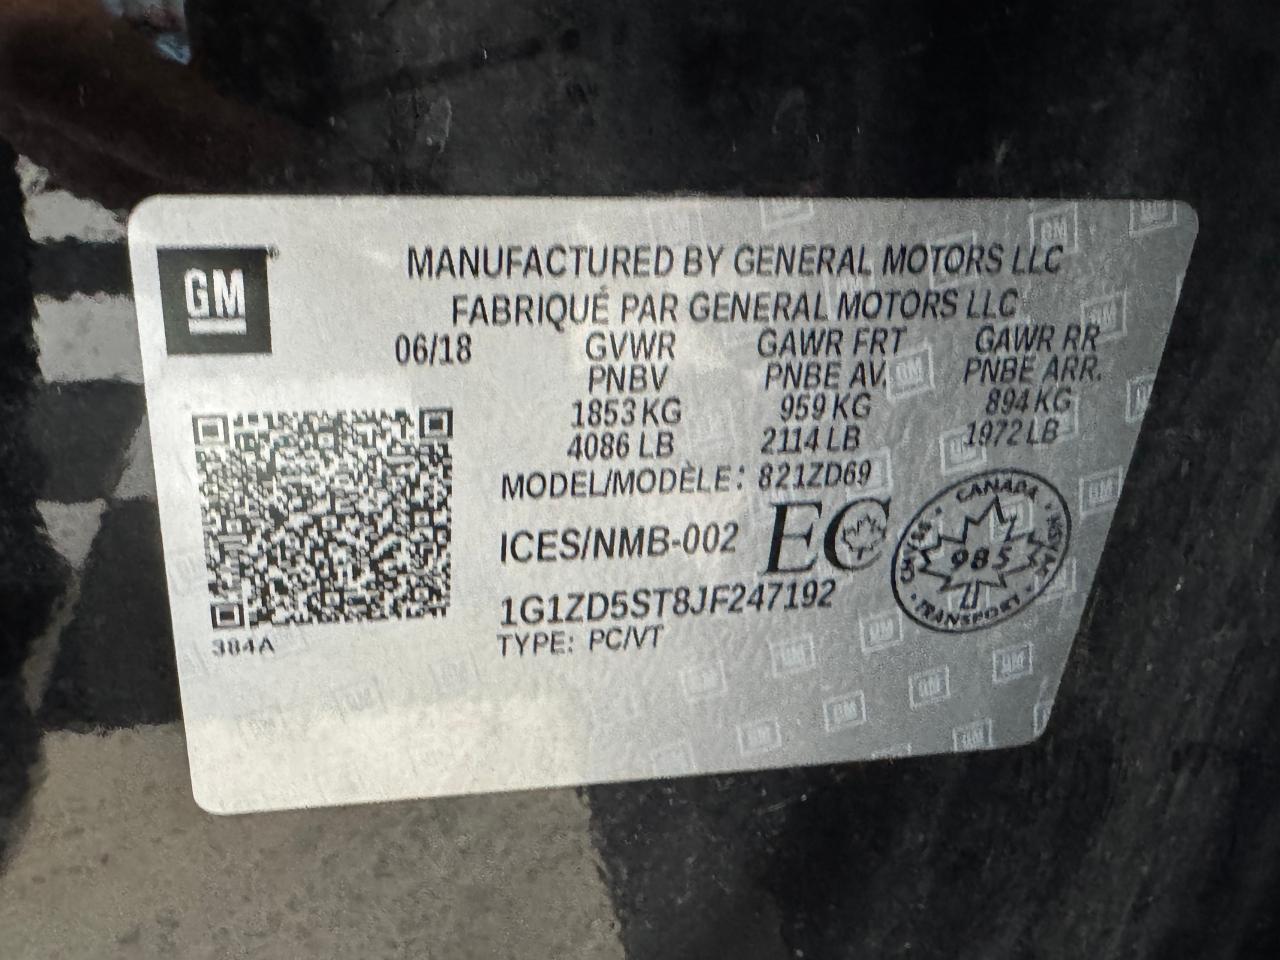 GM
MANUFACTURED BY GENERAL MOTORS LLC
FABRIQUÉ PAR GENERAL MOTORS LLC
06/18
GVWR GAWR FRT GAWR RR
PNBV PNBE AV. PNBE ARR.
1853 KG 959 KG 894 KG
4086 LB 2114 LB 1972 LB
MODEL/MODÈLE: 821ZD69
ICES/NMB-002 EC
1G1ZD5ST8JF247192
TYPE: PC/VT
384A
CANADA
985
TRANSPORT